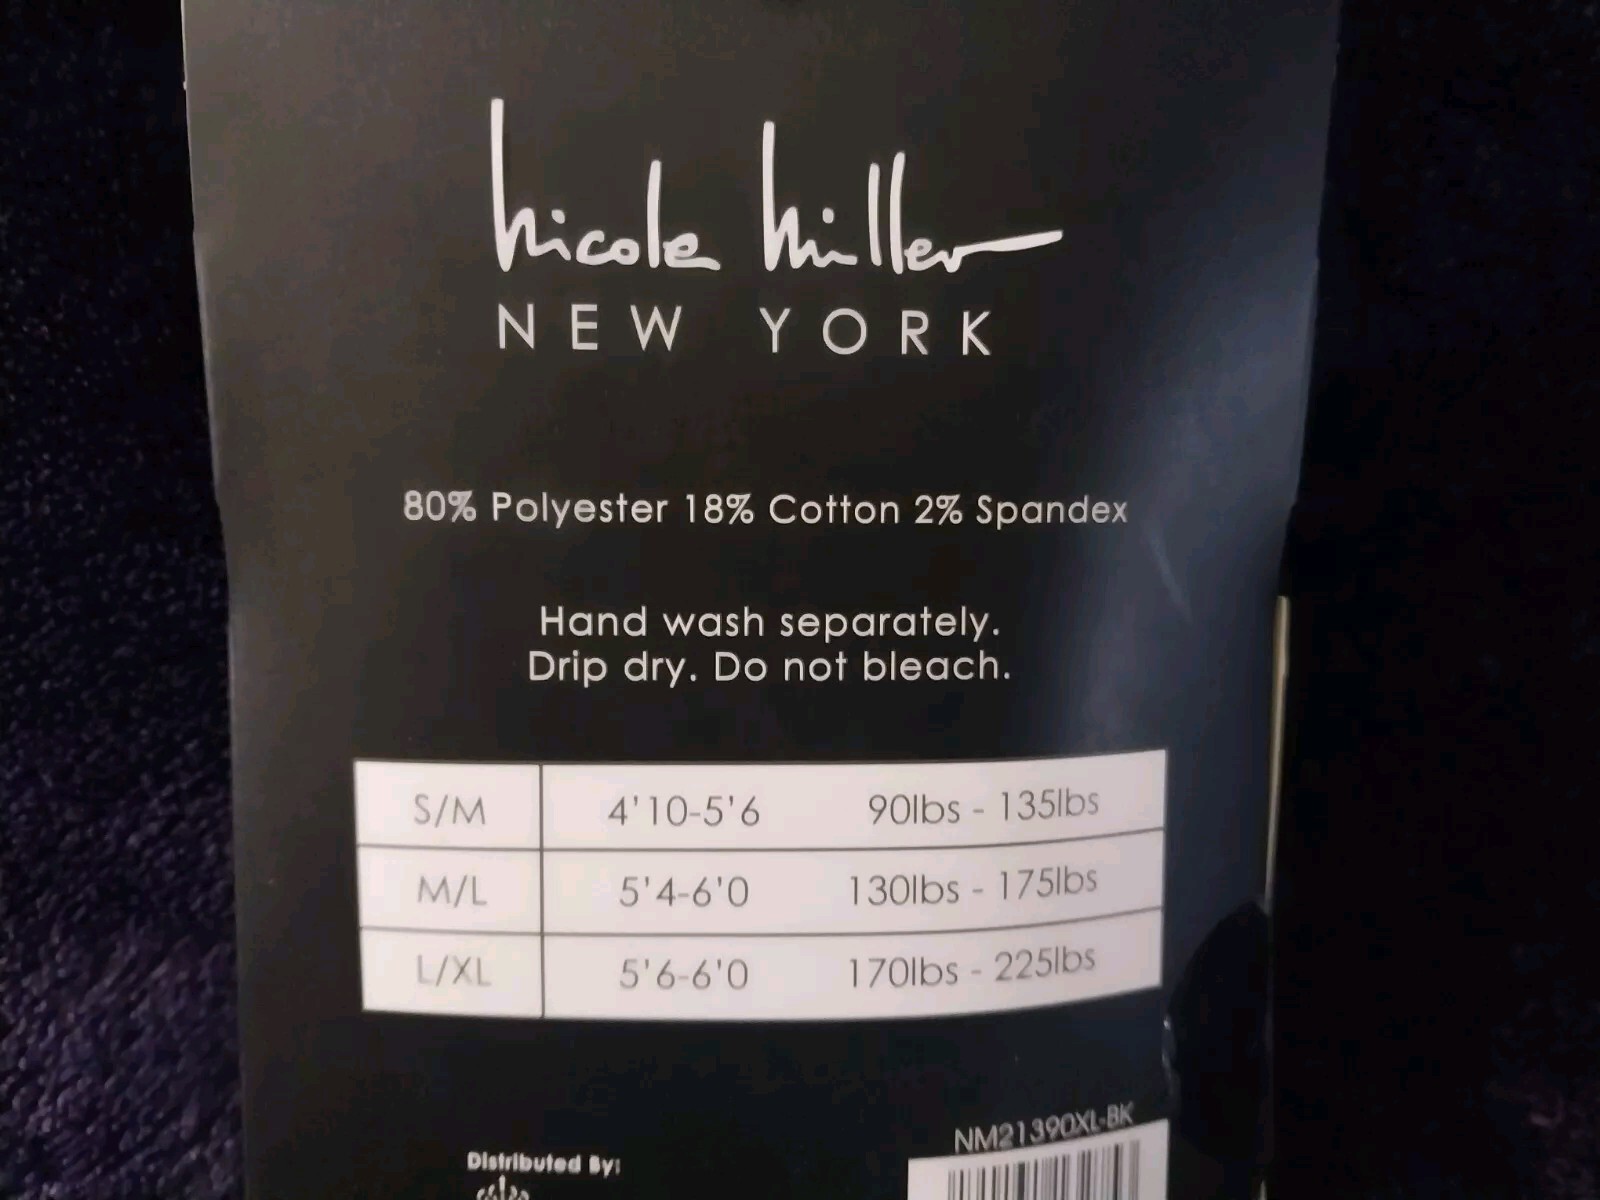 nicole miller
NEW YORK
80% Polyester 18% Cotton 2% Spandex
Hand wash separately.
Drip dry. Do not bleach.
S/M 4'10-5'6 90lbs - 135lbs
M/L 5'4-6'0 130lbs - 175lbs
L/XL 5'6-6'0 170lbs - 225lbs
NM21390XL-BK
Distributed By: